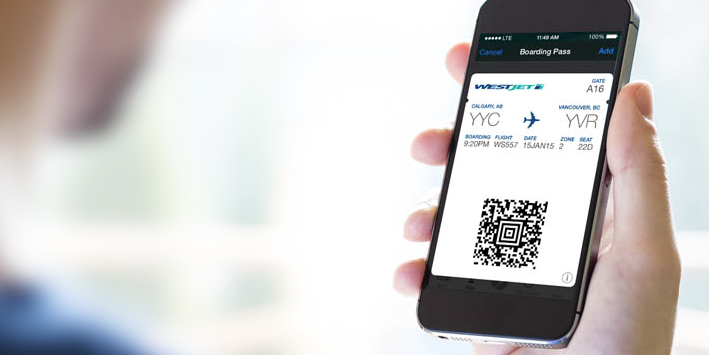 ●●●●● LTE 11:49 AM 100%
Cancel Boarding Pass Add
WESTJET GATE
A16
CALGARY, AB VANCOUVER, BC
YYC YVR
BOARDING FLIGHT DATE ZONE SEAT
9:20PM WS557 15JAN15 2 22D